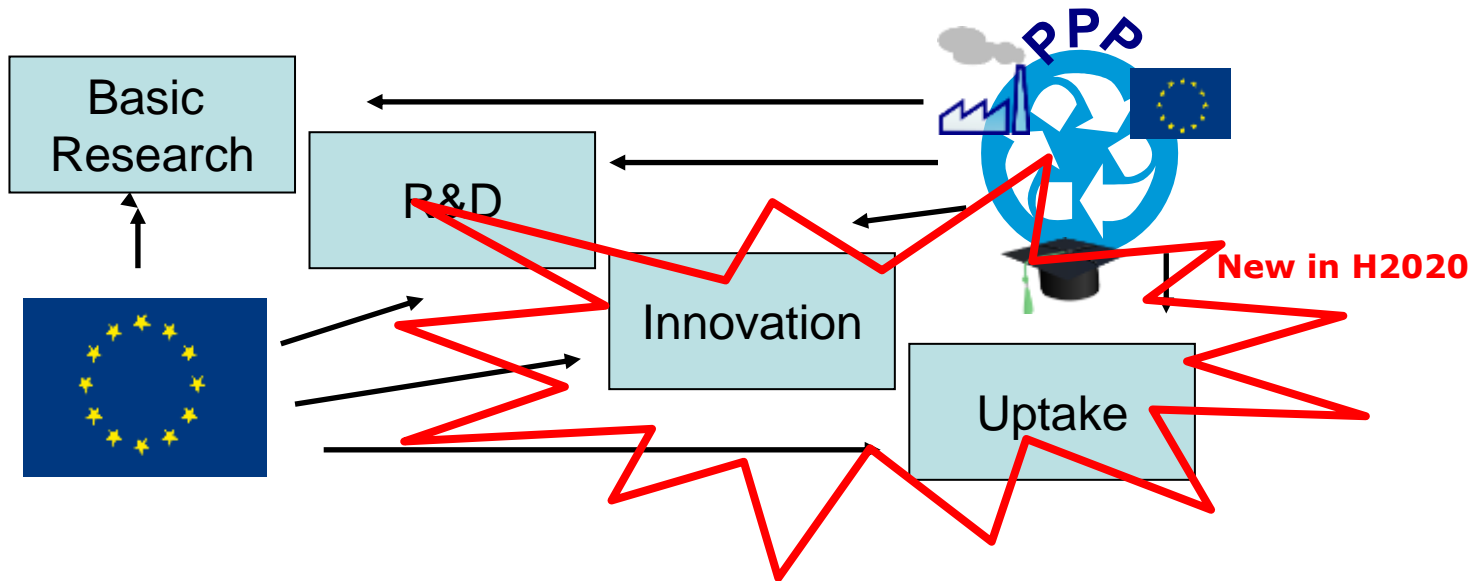 PPP
Basic
Research
R&D
New in H2020
Innovation
Uptake